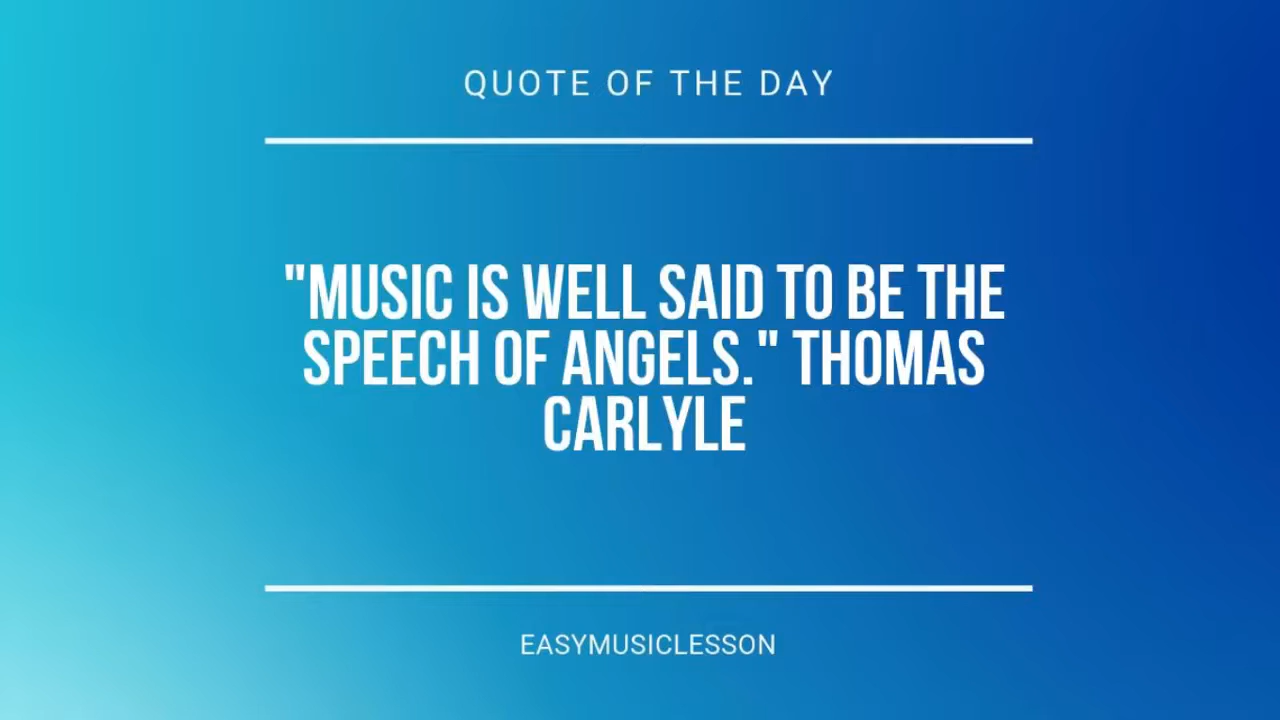 QUOTE OF THE DAY
"MUSIC IS WELL SAID TO BE THE
SPEECH OF ANGELS." THOMAS
CARLYLE
EASYMUSICLESSON